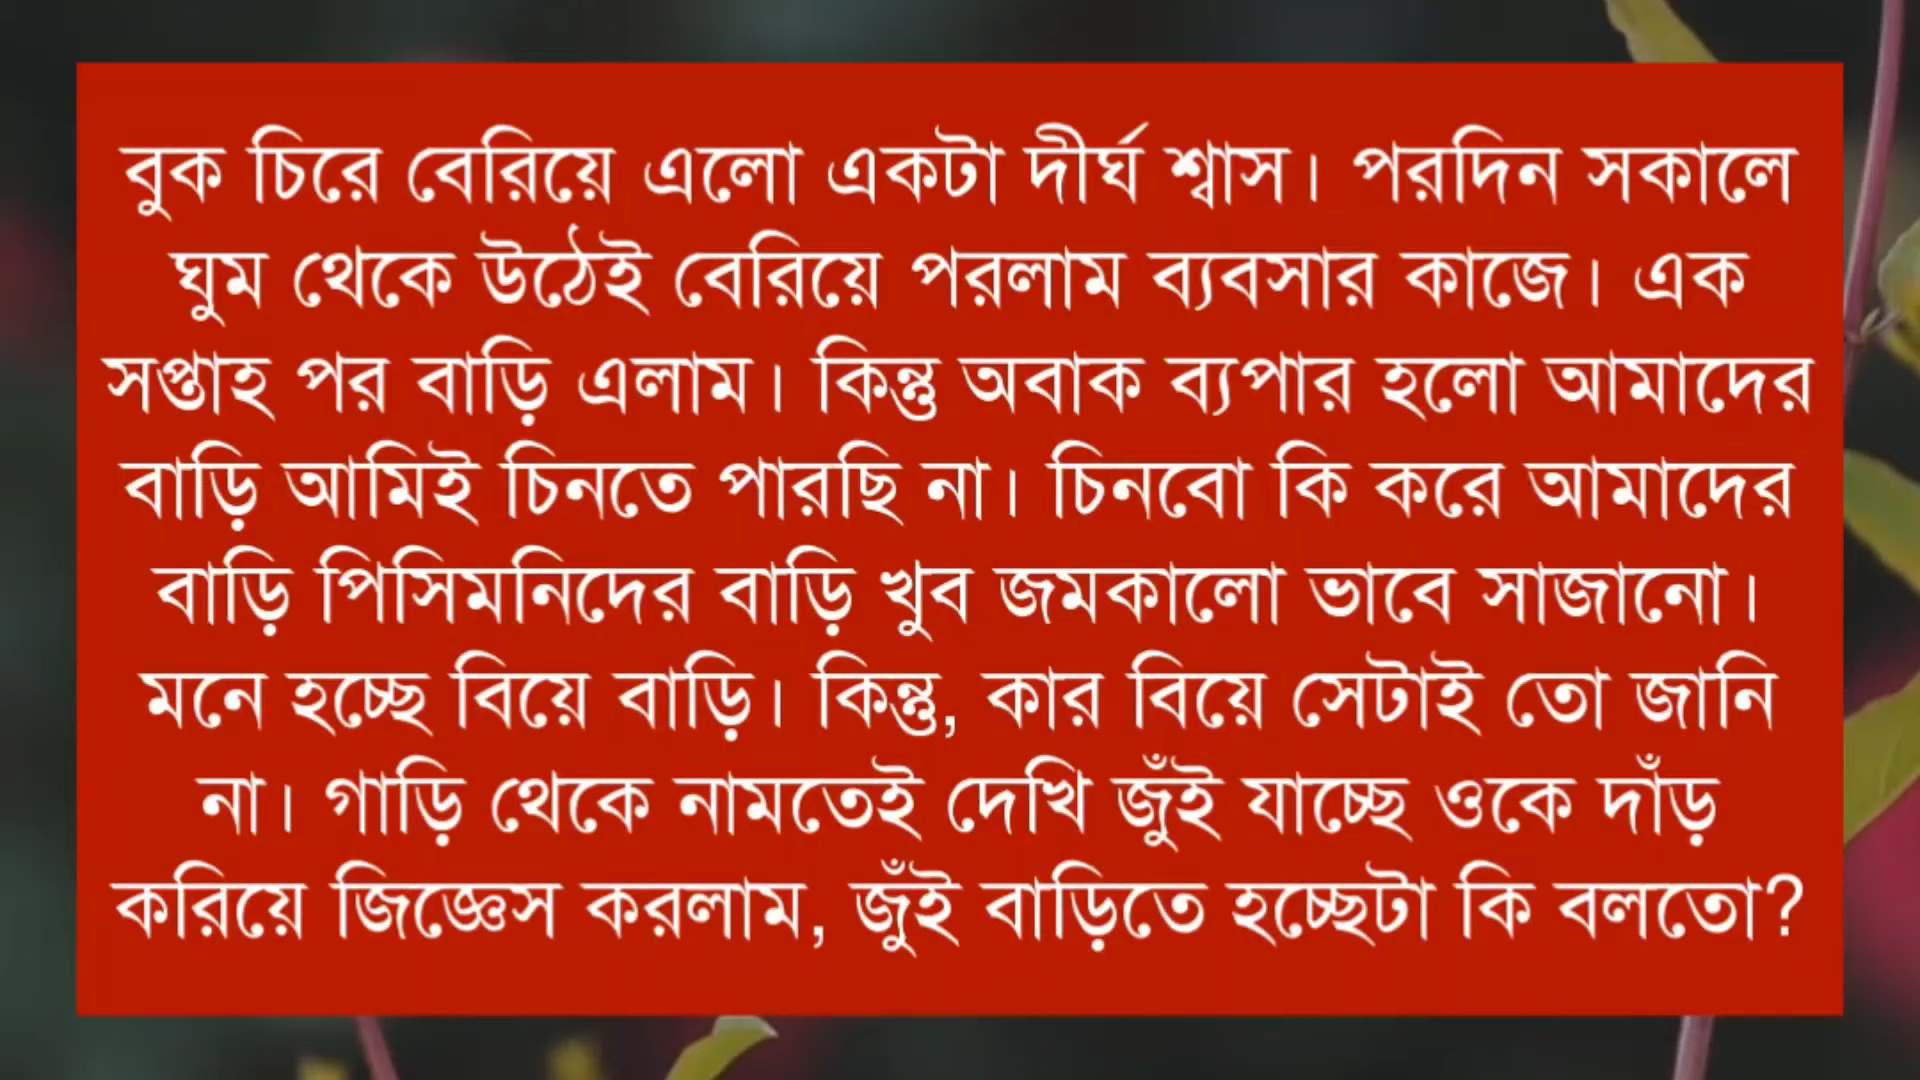 বুক চিরে বেরিয়ে এলো একটা দীর্ঘ শ্বাস। পরদিন সকালে
ঘুম থেকে উঠেই বেরিয়ে পরলাম ব্যবসার কাজে। এক
সপ্তাহ পর বাড়ি এলাম। কিন্তু অবাক ব্যপার হলো আমাদের
বাড়ি আমিই চিনতে পারছি না। চিনবো কি করে আমাদের
বাড়ি পিসিমনিদের বাড়ি খুব জমকালো ভাবে সাজানো।
মনে হচ্ছে বিয়ে বাড়ি। কিন্তু, কার বিয়ে সেটাই তো জানি
না। গাড়ি থেকে নামতেই দেখি জুঁই যাচ্ছে ওকে দাঁড়
করিয়ে জিজ্ঞেস করলাম, জুঁই বাড়িতে হচ্ছেটা কি বলতো?